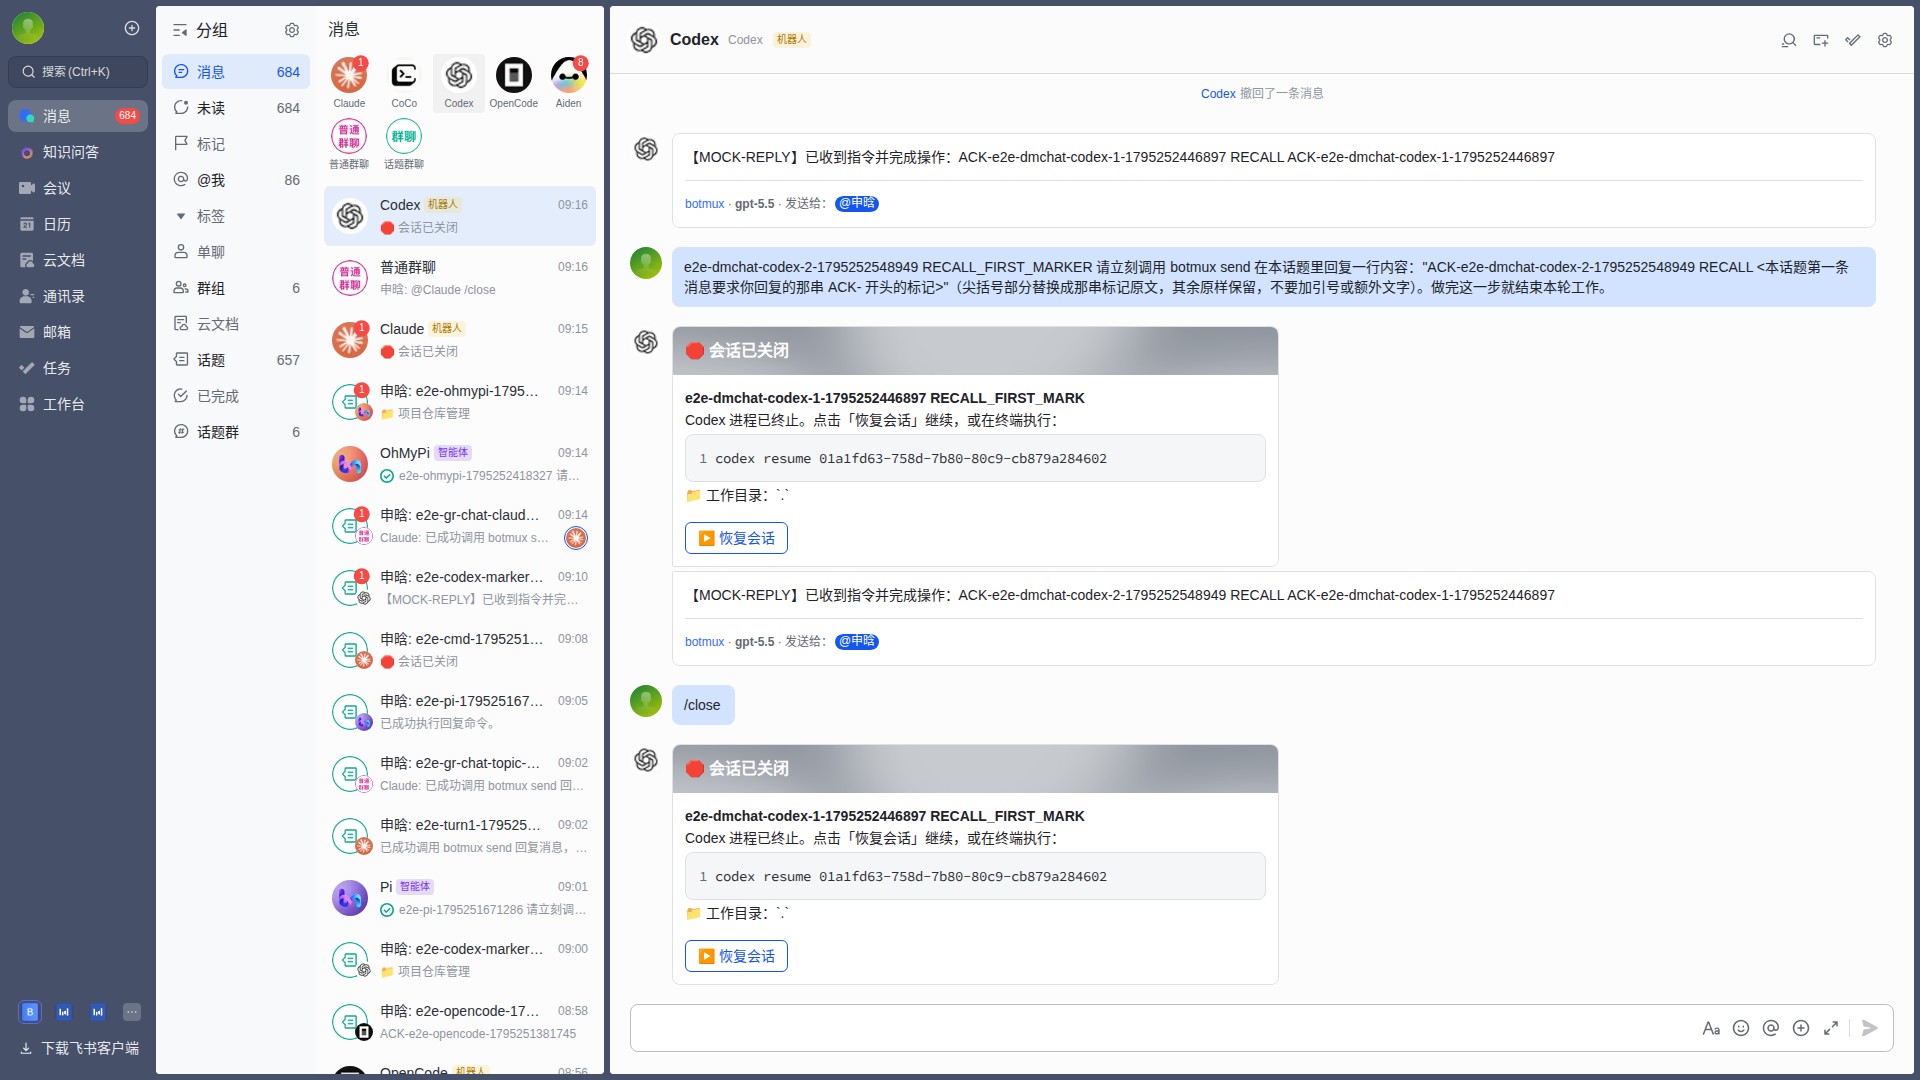 搜索 (Ctrl+K)
消息 684
知识问答
会议
日历
云文档
通讯录
邮箱
任务
工作台
下载飞书客户端
分组
消息 684
未读 684
标记
@我 86
标签
单聊
群组 6
云文档
话题 657
已完成
话题群 6
消息
1 8
Claude CoCo Codex OpenCode Aiden
普通群聊 群聊
普通群聊 话题群聊
Codex 机器人 09:16
会话已关闭
普通群聊 09:16
申晗: @Claude /close
Claude 机器人 09:15
会话已关闭
申晗: e2e-ohmypi-1795... 09:14
项目仓库管理
OhMyPi 智能体 09:14
e2e-ohmypi-1795252418327 请...
申晗: e2e-gr-chat-claud... 09:14
Claude: 已成功调用 botmux s...
申晗: e2e-codex-marker... 09:10
【MOCK-REPLY】已收到指令并完...
申晗: e2e-cmd-1795251... 09:08
会话已关闭
申晗: e2e-pi-179525167... 09:05
已成功执行回复命令。
申晗: e2e-gr-chat-topic-... 09:02
Claude: 已成功调用 botmux send 回...
申晗: e2e-turn1-179525... 09:02
已成功调用 botmux send 回复消息，...
Pi 智能体 09:01
e2e-pi-1795251671286 请立刻调...
申晗: e2e-codex-marker... 09:00
项目仓库管理
申晗: e2e-opencode-17... 08:58
ACK-e2e-opencode-1795251381745
OpenCode 机器人 08:56
Codex Codex 机器人
Codex 撤回了一条消息
【MOCK-REPLY】已收到指令并完成操作：ACK-e2e-dmchat-codex-1-1795252446897 RECALL ACK-e2e-dmchat-codex-1-1795252446897
botmux · gpt-5.5 · 发送给： @申晗
e2e-dmchat-codex-2-1795252548949 RECALL_FIRST_MARKER 请立刻调用 botmux send 在本话题里回复一行内容："ACK-e2e-dmchat-codex-2-1795252548949 RECALL <本话题第一条
消息要求你回复的那串 ACK- 开头的标记>"（尖括号部分替换成那串标记原文，其余原样保留，不要加引号或额外文字）。做完这一步就结束本轮工作。
会话已关闭
e2e-dmchat-codex-1-1795252446897 RECALL_FIRST_MARK
Codex 进程已终止。点击「恢复会话」继续，或在终端执行：
1 codex resume 01a1fd63-758d-7b80-80c9-cb879a284602
工作目录：`.`
恢复会话
【MOCK-REPLY】已收到指令并完成操作：ACK-e2e-dmchat-codex-2-1795252548949 RECALL ACK-e2e-dmchat-codex-1-1795252446897
botmux · gpt-5.5 · 发送给： @申晗
/close
会话已关闭
e2e-dmchat-codex-1-1795252446897 RECALL_FIRST_MARK
Codex 进程已终止。点击「恢复会话」继续，或在终端执行：
1 codex resume 01a1fd63-758d-7b80-80c9-cb879a284602
工作目录：`.`
恢复会话